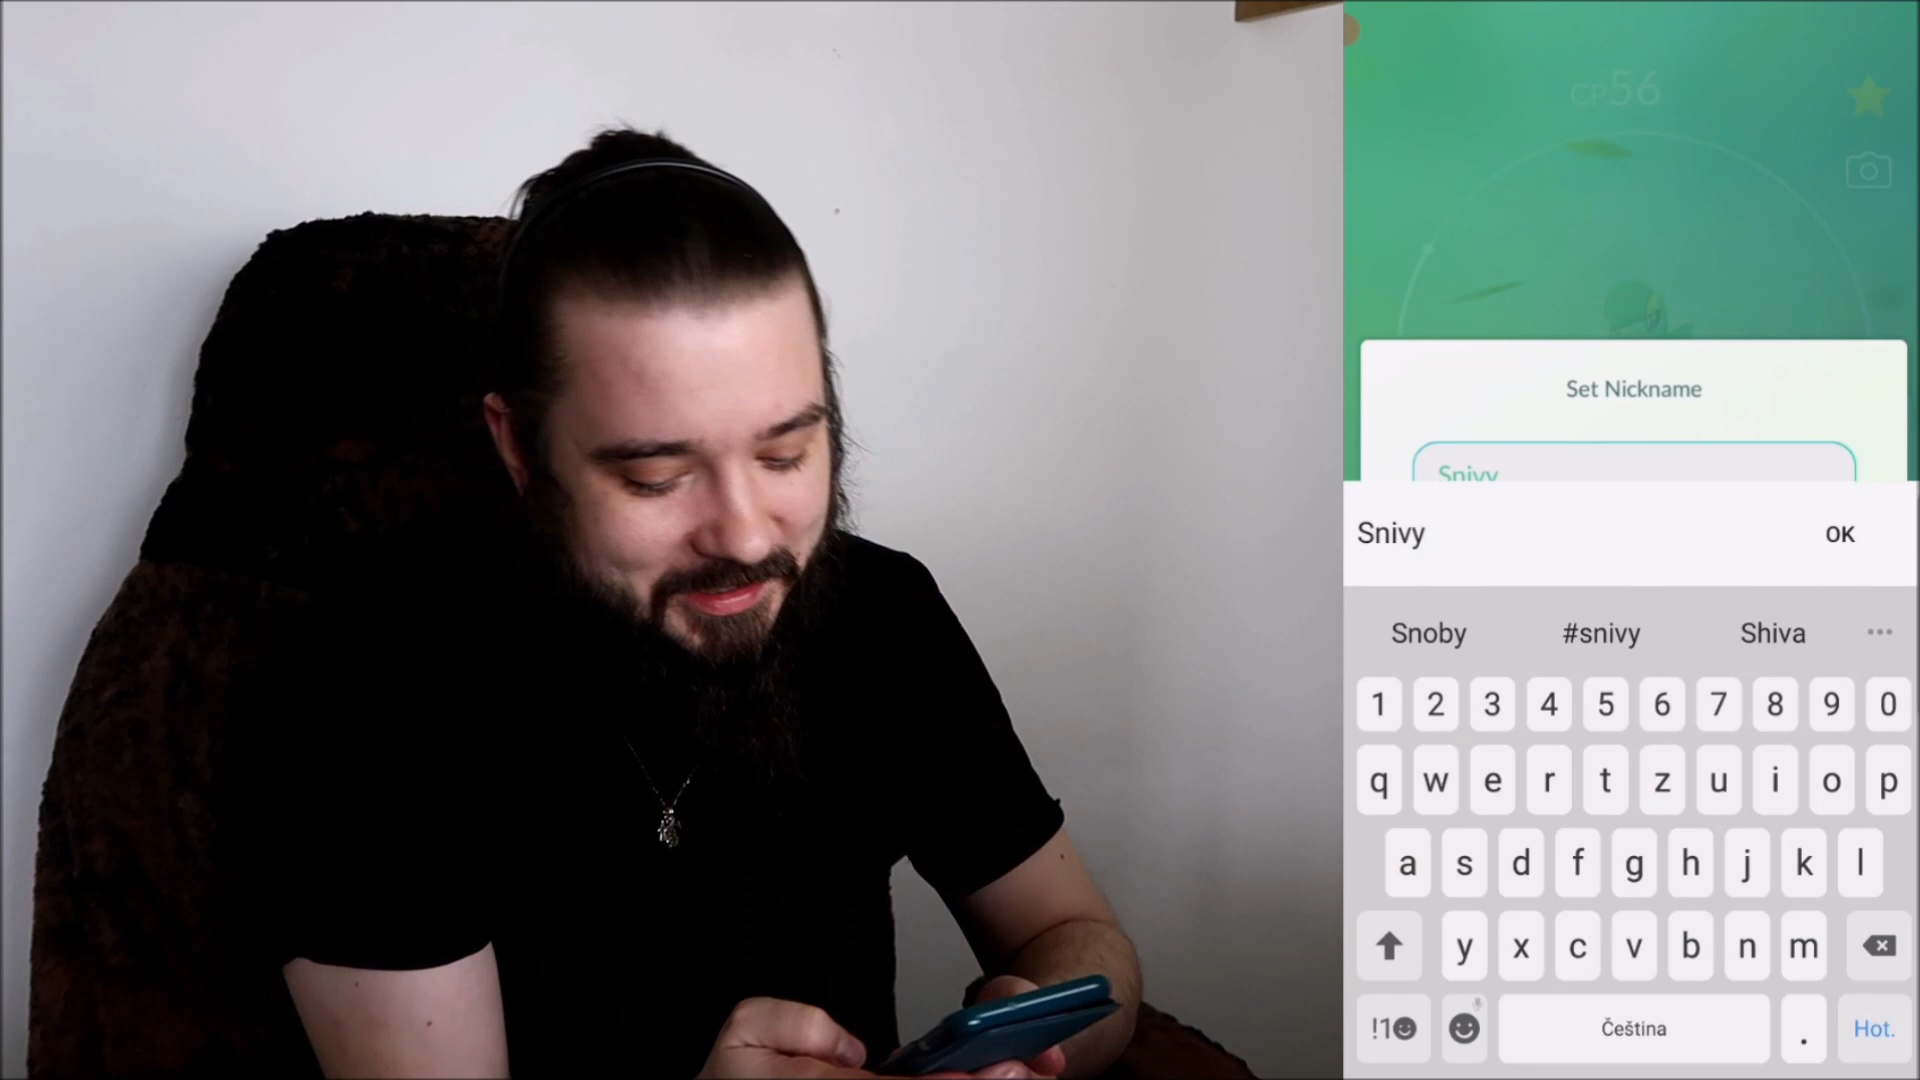 CP56
Set Nickname
Snivy
Snivy OK
Snoby #snivy Shiva ...
1 2 3 4 5 6 7 8 9 0
q w e r t z u i o p
a s d f g h j k l
y x c v b n m
!1 Čeština . Hot.